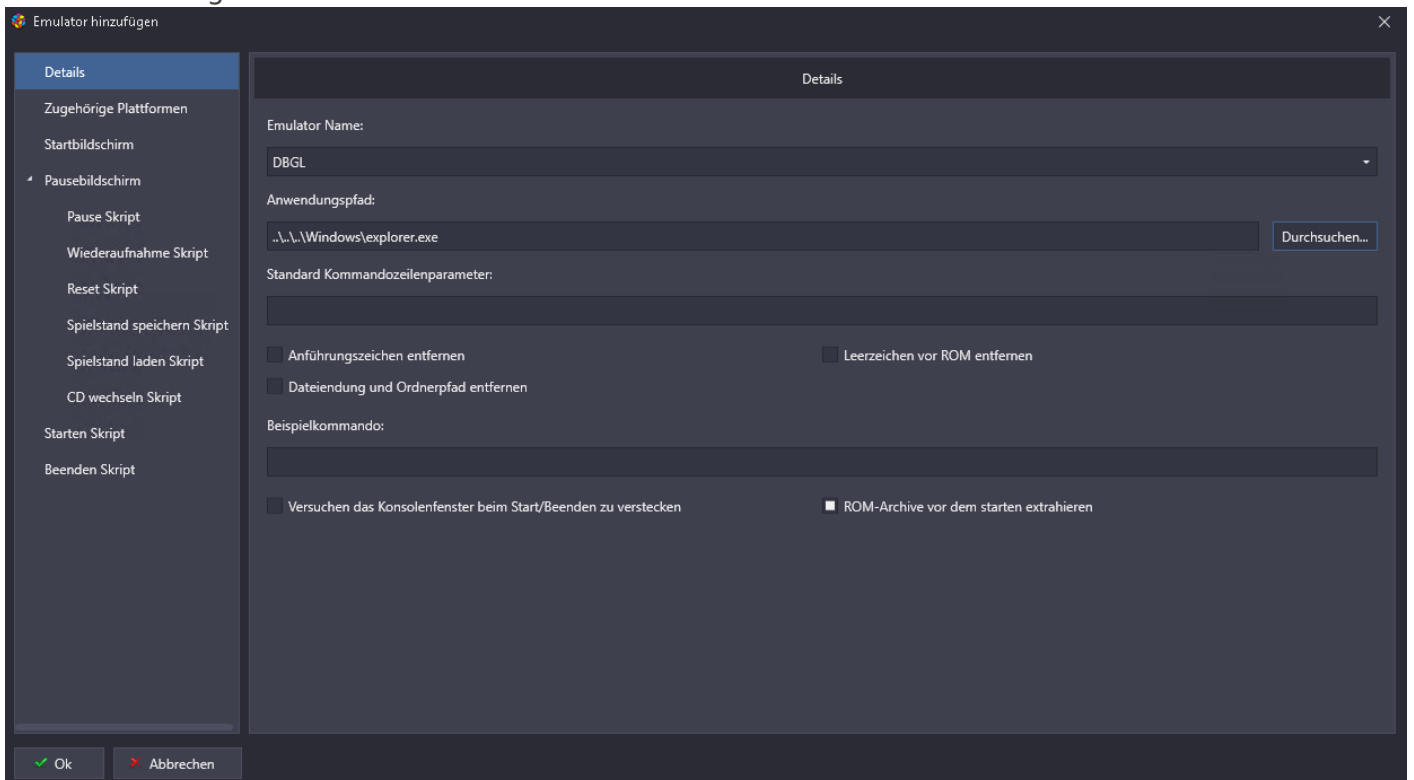 Emulator hinzufügen
Details
Zugehörige Plattformen
Startbildschirm
Pausebildschirm
Pause Skript
Wiederaufnahme Skript
Reset Skript
Spielstand speichern Skript
Spielstand laden Skript
CD wechseln Skript
Starten Skript
Beenden Skript
Details
Emulator Name:
DBGL
Anwendungspfad:
..\..\..\Windows\explorer.exe
Durchsuchen...
Standard Kommandozeilenparameter:
Anführungszeichen entfernen
Leerzeichen vor ROM entfernen
Dateiendung und Ordnerpfad entfernen
Beispielkommando:
Versuchen das Konsolenfenster beim Start/Beenden zu verstecken
ROM-Archive vor dem starten extrahieren
Ok
Abbrechen